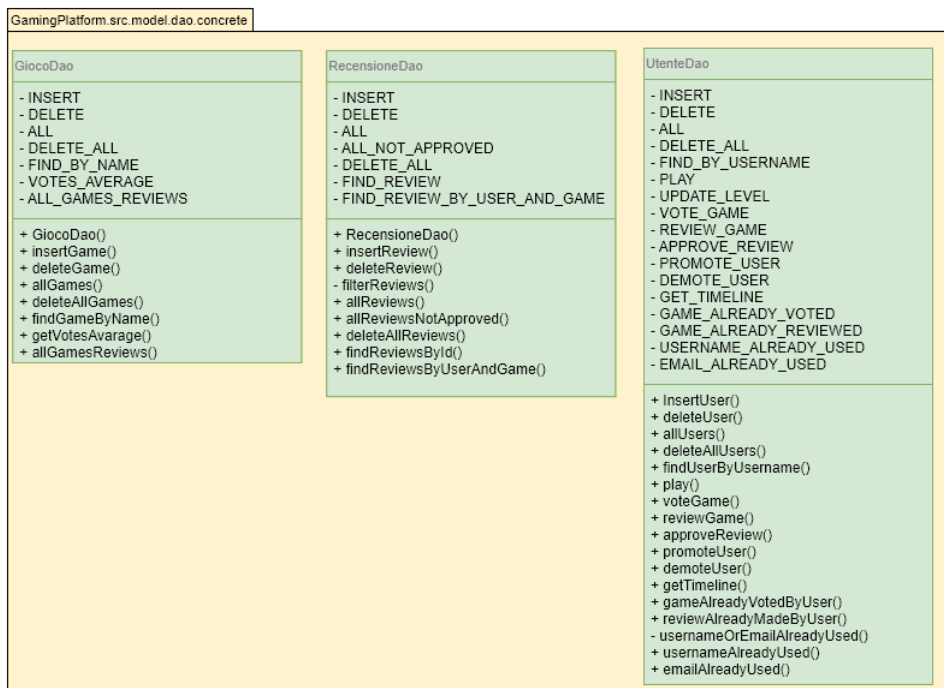 GamingPlatform.src.model.dao.concrete
GiocoDao
- INSERT
- DELETE
- ALL
- DELETE_ALL
- FIND_BY_NAME
- VOTES_AVERAGE
- ALL_GAMES_REVIEWS
+ GiocoDao()
+ insertGame()
+ deleteGame()
+ allGames()
+ deleteAllGames()
+ findGameByName()
+ getVotesAvarage()
+ allGamesReviews()
RecensioneDao
- INSERT
- DELETE
- ALL
- ALL_NOT_APPROVED
- DELETE_ALL
- FIND_REVIEW
- FIND_REVIEW_BY_USER_AND_GAME
+ RecensioneDao()
+ insertReview()
+ deleteReview()
- filterReviews()
+ allReviews()
+ allReviewsNotApproved()
+ deleteAllReviews()
+ findReviewsById()
+ findReviewsByUserAndGame()
UtenteDao
- INSERT
- DELETE
- ALL
- DELETE_ALL
- FIND_BY_USERNAME
- PLAY
- UPDATE_LEVEL
- VOTE_GAME
- REVIEW_GAME
- APPROVE_REVIEW
- PROMOTE_USER
- DEMOTE_USER
- GET_TIMELINE
- GAME_ALREADY_VOTED
- GAME_ALREADY_REVIEWED
- USERNAME_ALREADY_USED
- EMAIL_ALREADY_USED
+ InsertUser()
+ deleteUser()
+ allUsers()
+ deleteAllUsers()
+ findUserByUsername()
+ play()
+ voteGame()
+ reviewGame()
+ approveReview()
+ promoteUser()
+ demoteUser()
+ getTimeline()
+ gameAlreadyVotedByUser()
+ reviewAlreadyMadeByUser()
- usernameOrEmailAlreadyUsed()
+ usernameAlreadyUsed()
+ emailAlreadyUsed()